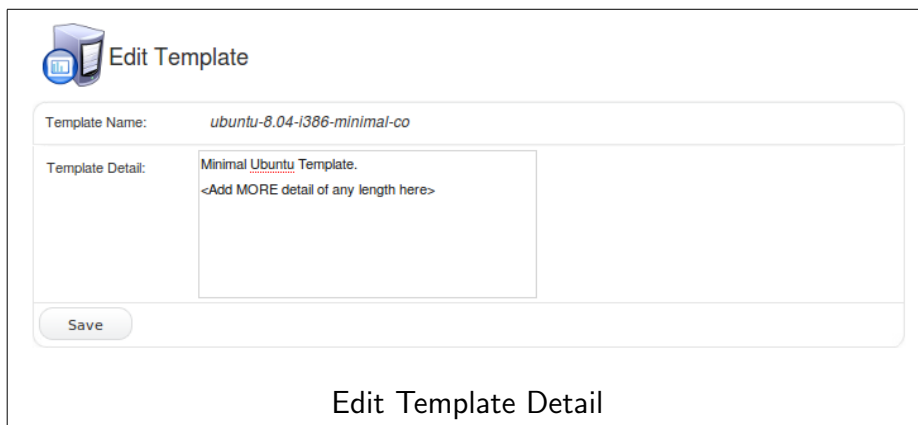 Edit Template
Template Name: ubuntu-8.04-i386-minimal-co
Template Detail: Minimal Ubuntu Template.
<Add MORE detail of any length here>
Save
Edit Template Detail